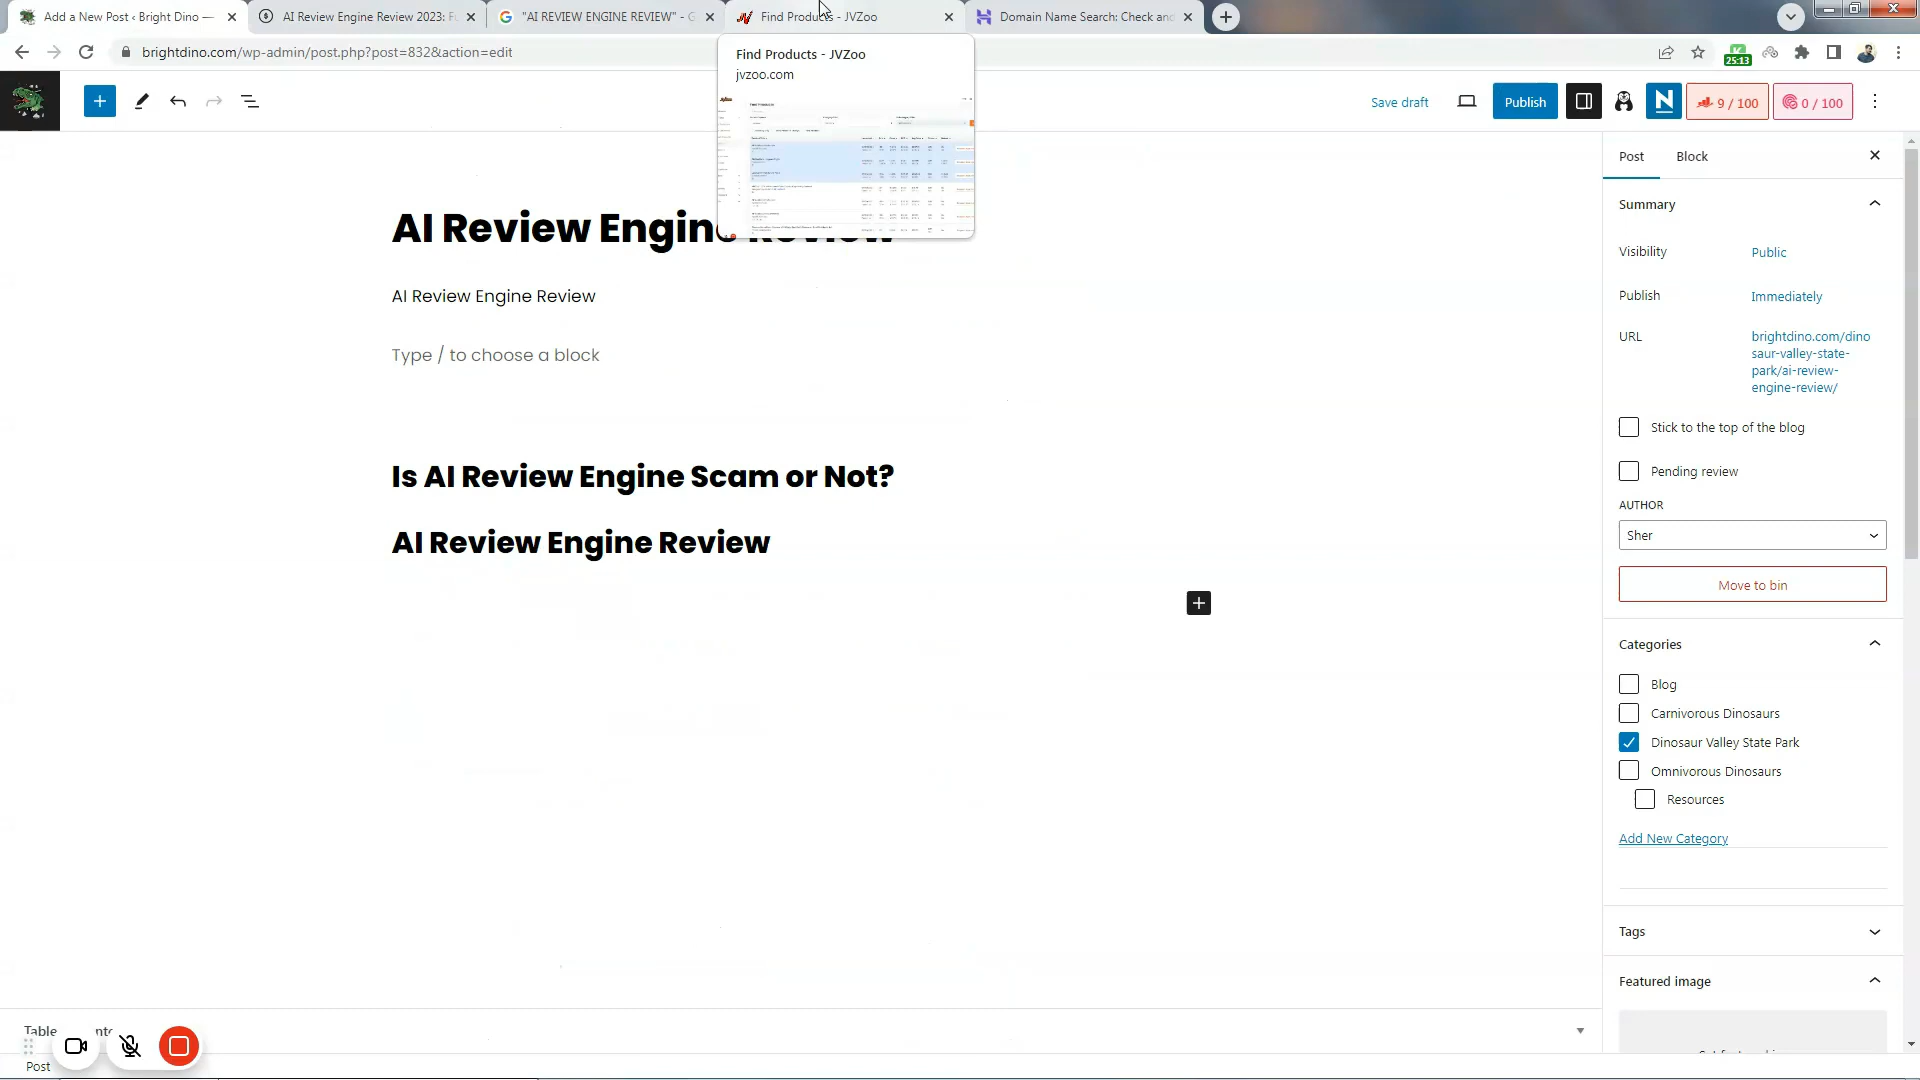 Add a New Post ‹ Bright Dino —
AI Review Engine Review 2023: Fu
"AI REVIEW ENGINE REVIEW" - G
Find Products - JVZoo
Domain Name Search: Check and
brightdino.com/wp-admin/post.php?post=832&action=edit
25:13
Find Products - JVZoo
jvzoo.com
Save draft
Publish
9 / 100
0 / 100
AI Review Engine Review
AI Review Engine Review
Type / to choose a block
Is AI Review Engine Scam or Not?
AI Review Engine Review
Post
Block
Summary
Visibility
Public
Publish
Immediately
URL
brightdino.com/dino
saur-valley-state-
park/ai-review-
engine-review/
Stick to the top of the blog
Pending review
AUTHOR
Sher
Move to bin
Categories
Blog
Carnivorous Dinosaurs
Dinosaur Valley State Park
Omnivorous Dinosaurs
Resources
Add New Category
Tags
Featured image
Table
Post